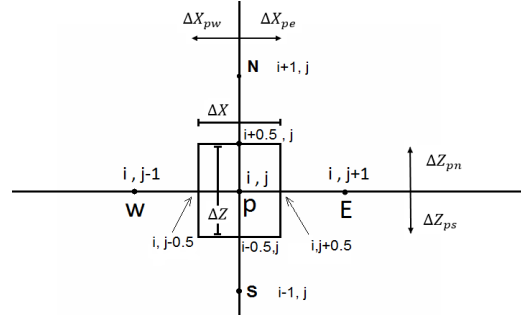 ΔX_pw ΔX_pe
N i+1, j
ΔX
i+0.5 , j
i , j-1 i , j i , j+1 ΔZ_pn
W P E
ΔZ
ΔZ_ps
i, j-0.5 i-0.5,j i,j+0.5
S i-1, j